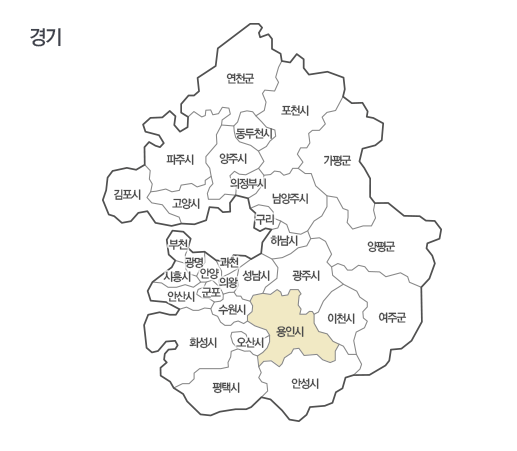 경기
연천군
포천시
동두천시
파주시
양주시
가평군
의정부시
김포시
고양시
남양주시
구리
부천
하남시
양평군
광명
과천
시흥시
안양
의왕
성남시
광주시
안산시
군포
수원시
용인시
이천시
여주군
화성시
오산시
평택시
안성시